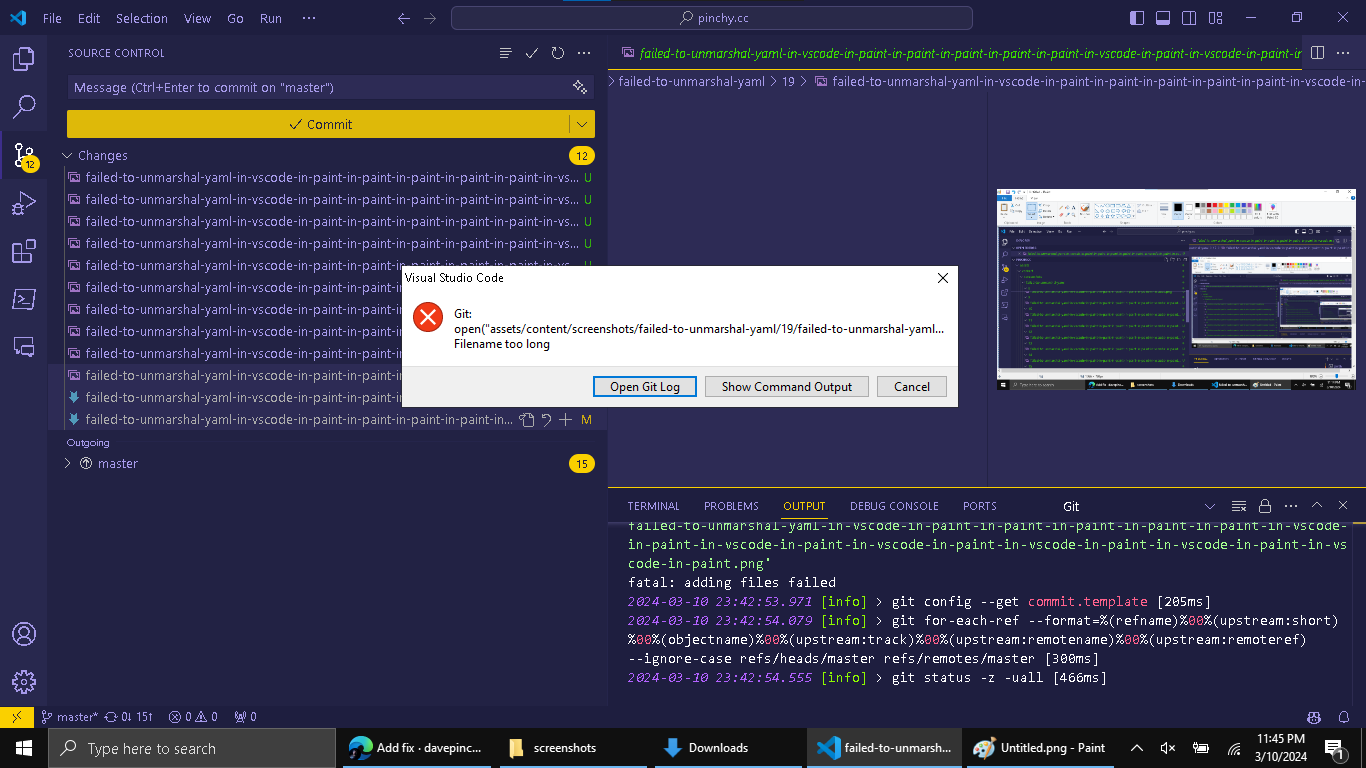 File Edit Selection View Go Run ··· pinchy.cc
SOURCE CONTROL
Message (Ctrl+Enter to commit on "master")
Commit
Changes 12
failed-to-unmarshal-yaml-in-vscode-in-paint-in-paint-in-paint-in-paint-in-paint-in-vs... U
failed-to-unmarshal-yaml-in-vscode-in-paint-in-paint-in-paint-in-paint-in-paint-in-vs... U
failed-to-unmarshal-yaml-in-vscode-in-paint-in-paint-in-paint-in-paint-in-paint-in-vs... U
failed-to-unmarshal-yaml-in-vscode-in-paint-in-paint-in-paint-in-paint-in-paint-in-vs... U
failed-to-unmarshal-yaml-in-vscode-in-paint-in
failed-to-unmarshal-yaml-in-vscode-in-paint-in
failed-to-unmarshal-yaml-in-vscode-in-paint-in
failed-to-unmarshal-yaml-in-vscode-in-paint-in
failed-to-unmarshal-yaml-in-vscode-in-paint-in
failed-to-unmarshal-yaml-in-vscode-in-paint-in
failed-to-unmarshal-yaml-in-vscode-in-paint-in
failed-to-unmarshal-yaml-in-vscode-in-paint-in-paint-in-paint-in-paint-in... M
Outgoing
master 15
12
failed-to-unmarshal-yaml-in-vscode-in-paint-in-paint-in-paint-in-paint-in-paint-in-vscode-in-paint-in-vscode-in-paint-in
failed-to-unmarshal-yaml > 19 > failed-to-unmarshal-yaml-in-vscode-in-paint-in-paint-in-paint-in-paint-in-paint-in-vscode-in
Visual Studio Code
Git:
open("assets/content/screenshots/failed-to-unmarshal-yaml/19/failed-to-unmarshal-yaml...
Filename too long
Open Git Log Show Command Output Cancel
TERMINAL PROBLEMS OUTPUT DEBUG CONSOLE PORTS Git
failed-to-unmarshal-yaml-in-vscode-in-paint-in-paint-in-paint-in-paint-in-paint-in-vscode-
in-paint-in-vscode-in-paint-in-vscode-in-paint-in-vscode-in-paint-in-vscode-in-paint-in-vs
code-in-paint.png'
fatal: adding files failed
2024-03-10 23:42:53.971 [info] > git config --get commit.template [205ms]
2024-03-10 23:42:54.079 [info] > git for-each-ref --format=%(refname)%00%(upstream:short)
%00%(objectname)%00%(upstream:track)%00%(upstream:remotename)%00%(upstream:remoteref)
--ignore-case refs/heads/master refs/remotes/master [300ms]
2024-03-10 23:42:54.555 [info] > git status -z -uall [466ms]
master* 0↓ 15↑ 0 0 0
Type here to search Add fix · davepinc... screenshots Downloads failed-to-unmarsh... Untitled.png - Paint
11:45 PM
3/10/2024
1